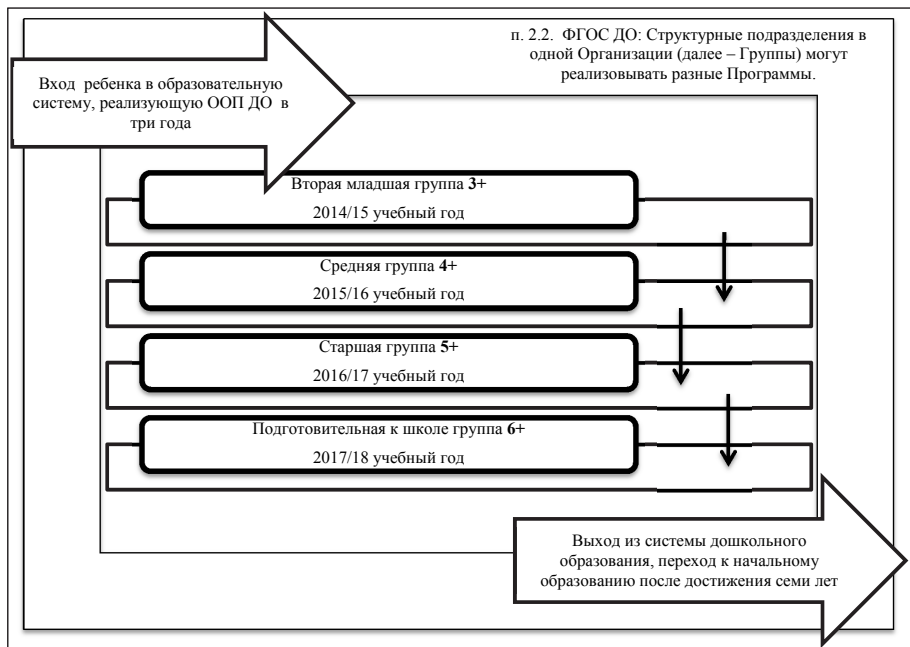 п. 2.2. ФГОС ДО: Структурные подразделения в
одной Организации (далее – Группы) могут
реализовывать разные Программы.
Вход ребенка в образовательную
систему, реализующую ООП ДО в
три года
Вторая младшая группа 3+
2014/15 учебный год
Средняя группа 4+
2015/16 учебный год
Старшая группа 5+
2016/17 учебный год
Подготовительная к школе группа 6+
2017/18 учебный год
Выход из системы дошкольного
образования, переход к начальному
образованию после достижения семи лет